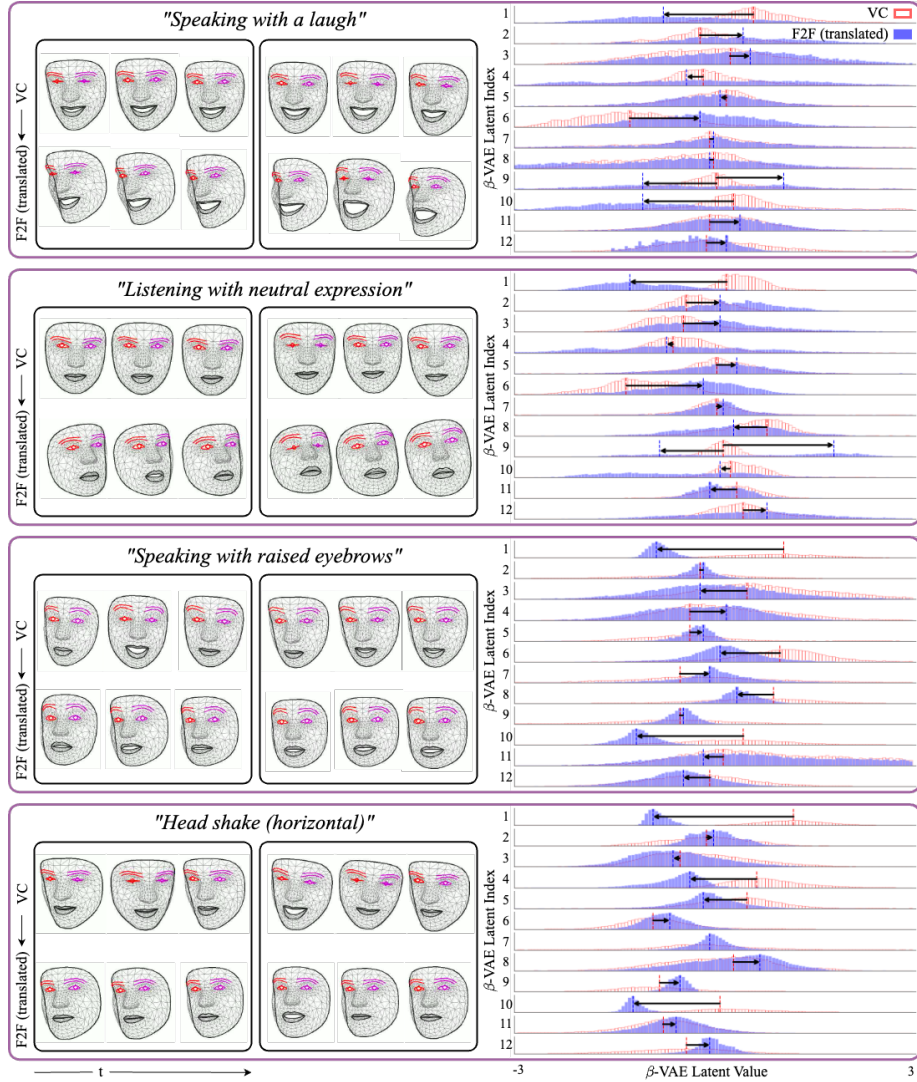 "Speaking with a laugh"
VC
F2F (translated)
β-VAE Latent Index
1
2
3
4
5
6
7
8
9
10
11
12
VC
F2F (translated)
"Listening with neutral expression"
VC
F2F (translated)
β-VAE Latent Index
1
2
3
4
5
6
7
8
9
10
11
12
"Speaking with raised eyebrows"
VC
F2F (translated)
β-VAE Latent Index
1
2
3
4
5
6
7
8
9
10
11
12
"Head shake (horizontal)"
VC
F2F (translated)
β-VAE Latent Index
1
2
3
4
5
6
7
8
9
10
11
12
t
-3 β-VAE Latent Value 3